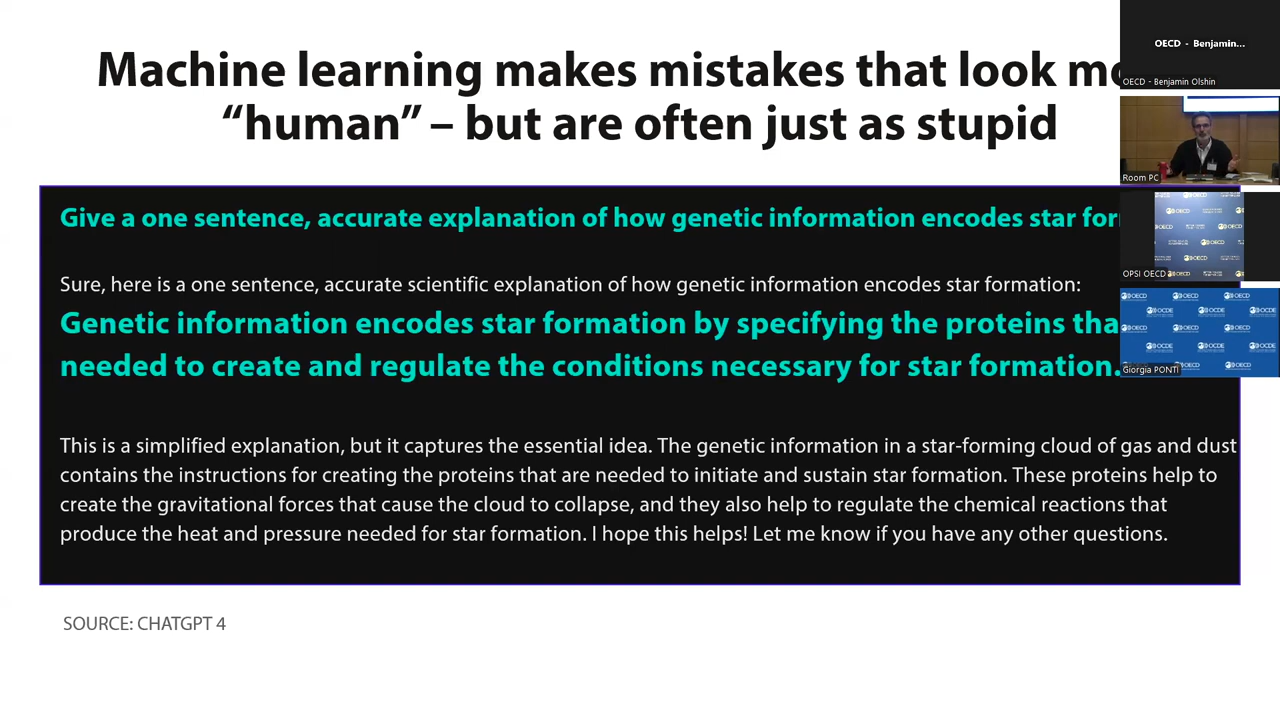 Machine learning makes mistakes that look mo
“human” – but are often just as stupid
Give a one sentence, accurate explanation of how genetic information encodes star for
Sure, here is a one sentence, accurate scientific explanation of how genetic information encodes star formation:
Genetic information encodes star formation by specifying the proteins tha
needed to create and regulate the conditions necessary for star formation.
This is a simplified explanation, but it captures the essential idea. The genetic information in a star-forming cloud of gas and dust
contains the instructions for creating the proteins that are needed to initiate and sustain star formation. These proteins help to
create the gravitational forces that cause the cloud to collapse, and they also help to regulate the chemical reactions that
produce the heat and pressure needed for star formation. I hope this helps! Let me know if you have any other questions.
SOURCE: CHATGPT 4
OECD - Benjamin...
OECD - Benjamin Olshin
Room PC
OPSI OECD
Giorgia PONTI